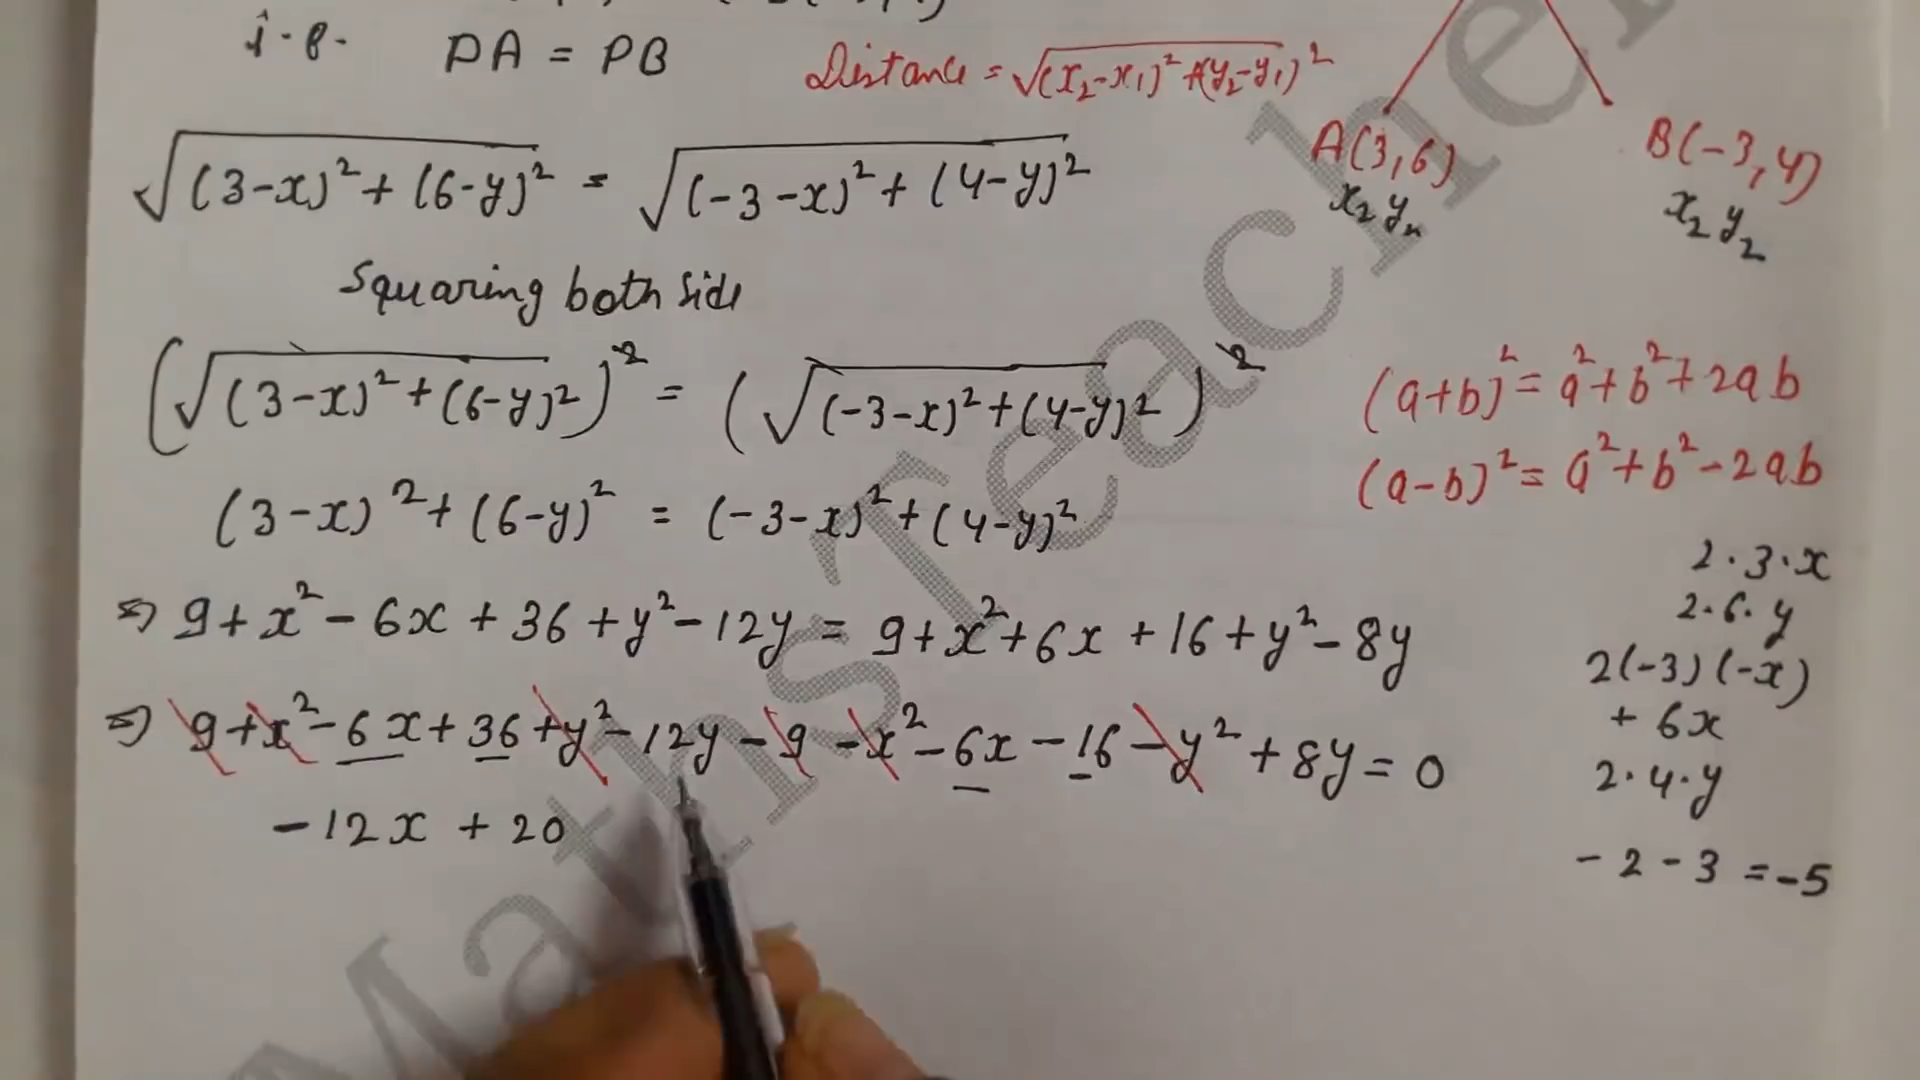 i.e. PA = PB
Distance = √(x₂-x₁)²+(y₂-y₁)²
A(3,6)
x₂ y₂
B(-3,4)
x₂ y₂
√(3-x)²+(6-y)² = √(-3-x)²+(4-y)²
Squaring both side
(√(3-x)²+(6-y)²)² = (√(-3-x)²+(4-y)²)²
(a+b)² = a²+b²+2ab
(a-b)² = a²+b²-2ab
(3-x)²+(6-y)² = (-3-x)²+(4-y)²
⇒ 9+x²-6x+36+y²-12y = 9+x²+6x+16+y²-8y
⇒ 9+x²-6x+36+y²-12y-9-x²-6x-16-y²+8y=0
-12x + 20
2·3·x
2·6·y
2(-3)(-x)
+6x
2·4·y
-2-3=-5
Maths Teacher